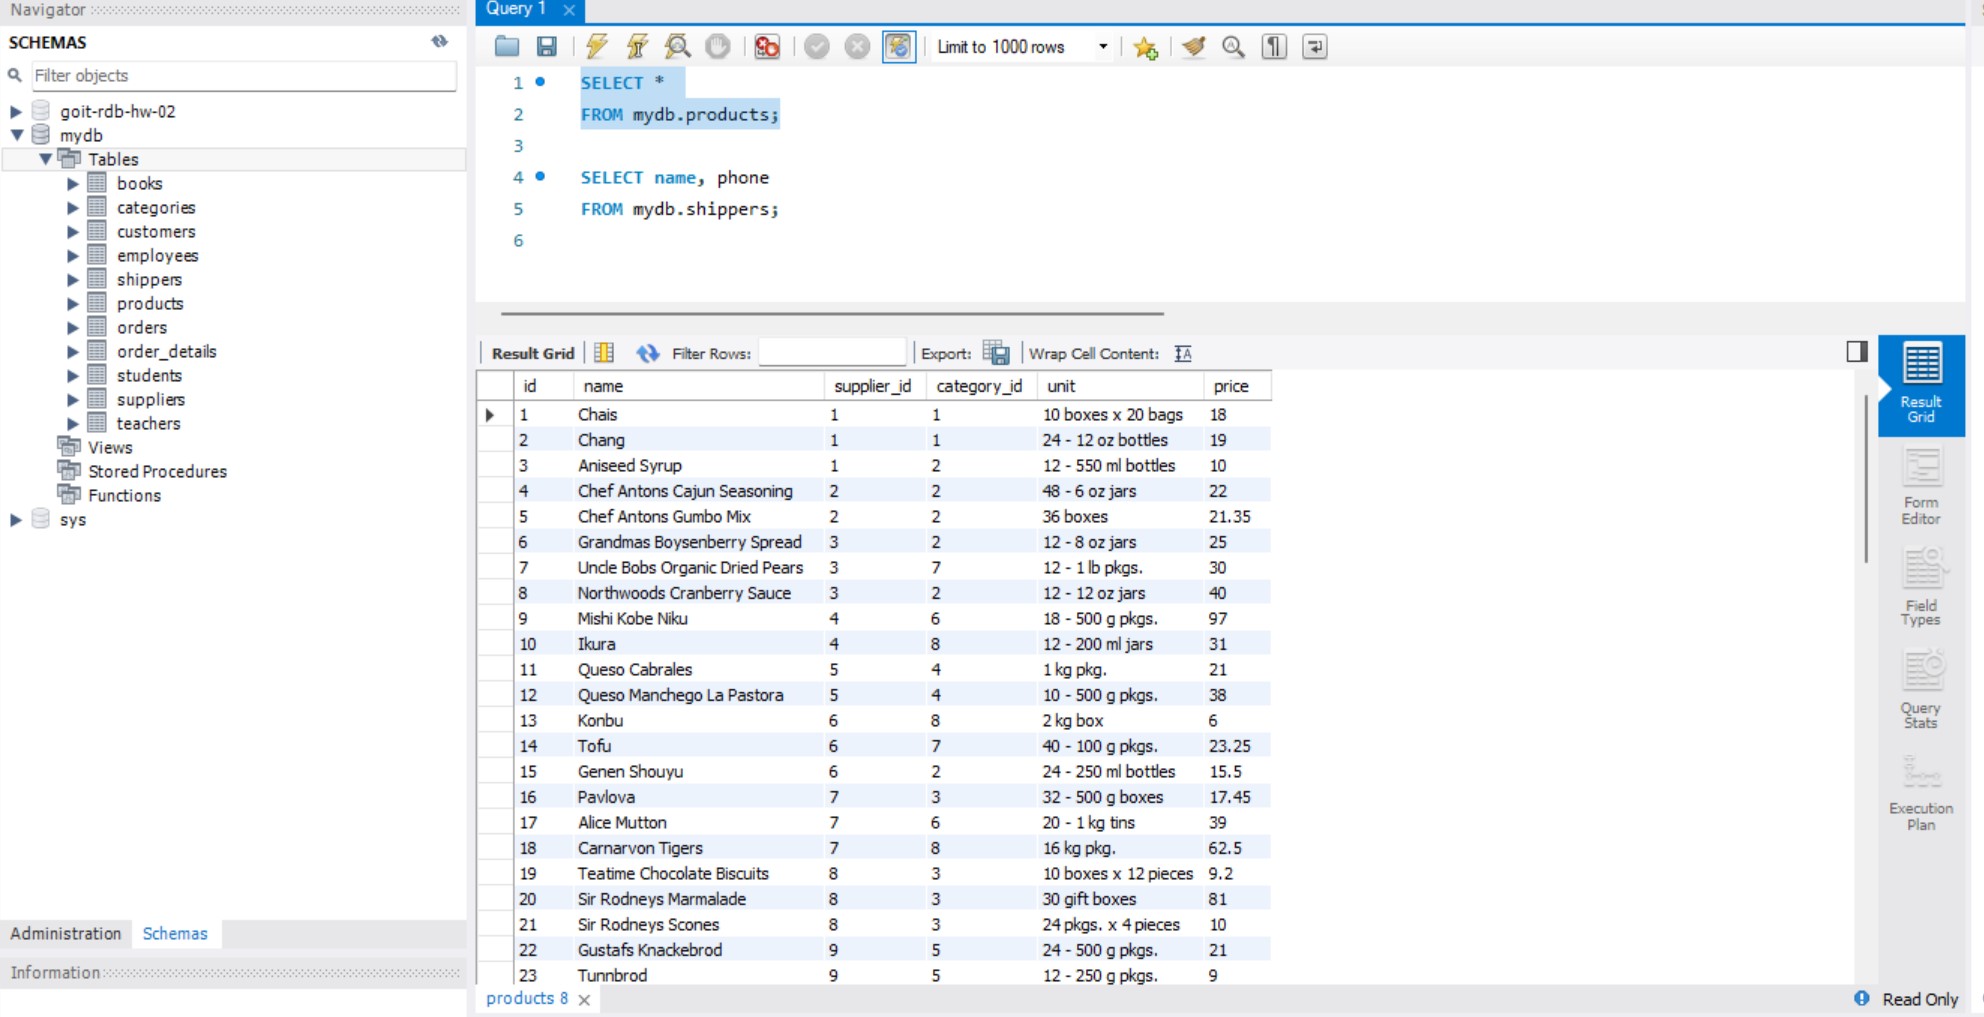 Navigator
SCHEMAS
Filter objects
goit-rdb-hw-02
mydb
Tables
books
categories
customers
employees
shippers
products
orders
order_details
students
suppliers
teachers
Views
Stored Procedures
Functions
sys
Administration Schemas
Information
Query 1
Limit to 1000 rows
1 SELECT *
2 FROM mydb.products;
3
4 SELECT name, phone
5 FROM mydb.shippers;
6
Result Grid Filter Rows: Export: Wrap Cell Content:
id name supplier_id category_id unit price
1 Chais 1 1 10 boxes x 20 bags 18
2 Chang 1 1 24 - 12 oz bottles 19
3 Aniseed Syrup 1 2 12 - 550 ml bottles 10
4 Chef Antons Cajun Seasoning 2 2 48 - 6 oz jars 22
5 Chef Antons Gumbo Mix 2 2 36 boxes 21.35
6 Grandmas Boysenberry Spread 3 2 12 - 8 oz jars 25
7 Uncle Bobs Organic Dried Pears 3 7 12 - 1 lb pkgs. 30
8 Northwoods Cranberry Sauce 3 2 12 - 12 oz jars 40
9 Mishi Kobe Niku 4 6 18 - 500 g pkgs. 97
10 Ikura 4 8 12 - 200 ml jars 31
11 Queso Cabrales 5 4 1 kg pkg. 21
12 Queso Manchego La Pastora 5 4 10 - 500 g pkgs. 38
13 Konbu 6 8 2 kg box 6
14 Tofu 6 7 40 - 100 g pkgs. 23.25
15 Genen Shouyu 6 2 24 - 250 ml bottles 15.5
16 Pavlova 7 3 32 - 500 g boxes 17.45
17 Alice Mutton 7 6 20 - 1 kg tins 39
18 Carnarvon Tigers 7 8 16 kg pkg. 62.5
19 Teatime Chocolate Biscuits 8 3 10 boxes x 12 pieces 9.2
20 Sir Rodneys Marmalade 8 3 30 gift boxes 81
21 Sir Rodneys Scones 8 3 24 pkgs. x 4 pieces 10
22 Gustafs Knackebrod 9 5 24 - 500 g pkgs. 21
23 Tunnbrod 9 5 12 - 250 g pkgs. 9
products 8
Result
Grid
Form
Editor
Field
Types
Query
Stats
Execution
Plan
Read Only